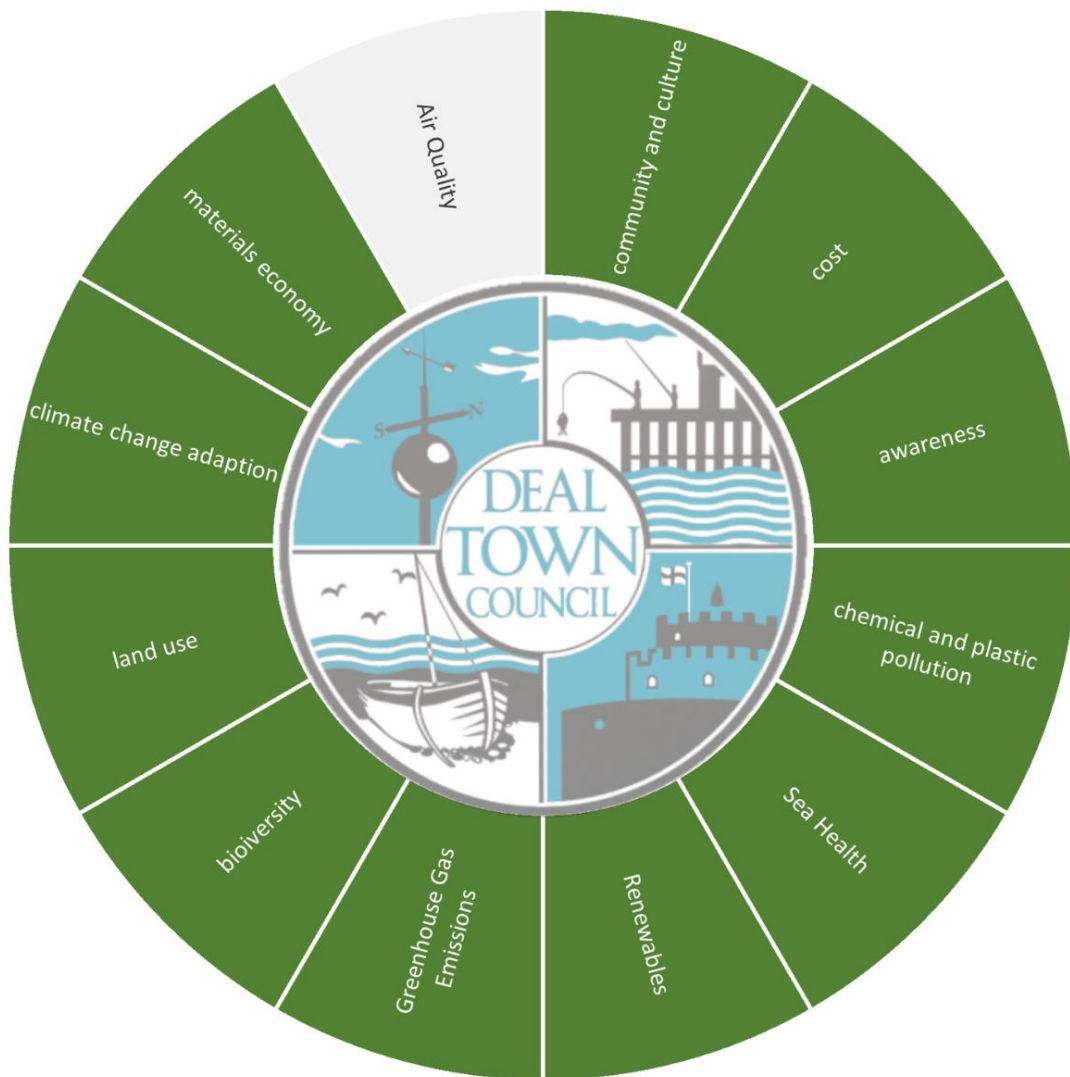 community and culture
cost
awareness
chemical and plastic
pollution
Sea Health
Renewables
Greenhouse Gas
Emissions
bioiversity
land use
climate change adaption
materials economy
Air Quality
S
N
DEAL
TOWN
COUNCIL